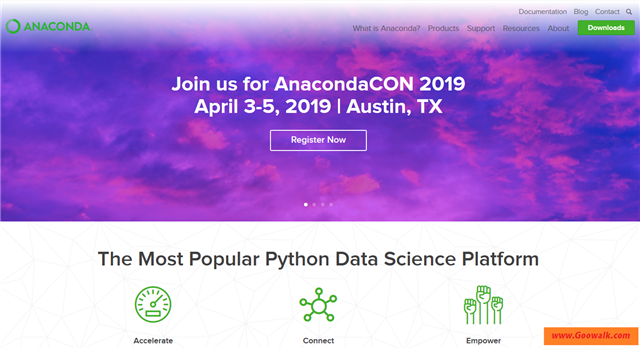 Documentation Blog Contact
ANACONDA
What is Anaconda? Products Support Resources About Downloads
Join us for AnacondaCON 2019
April 3-5, 2019 | Austin, TX
Register Now
The Most Popular Python Data Science Platform
Accelerate Connect Empower
www.Goowalk.com